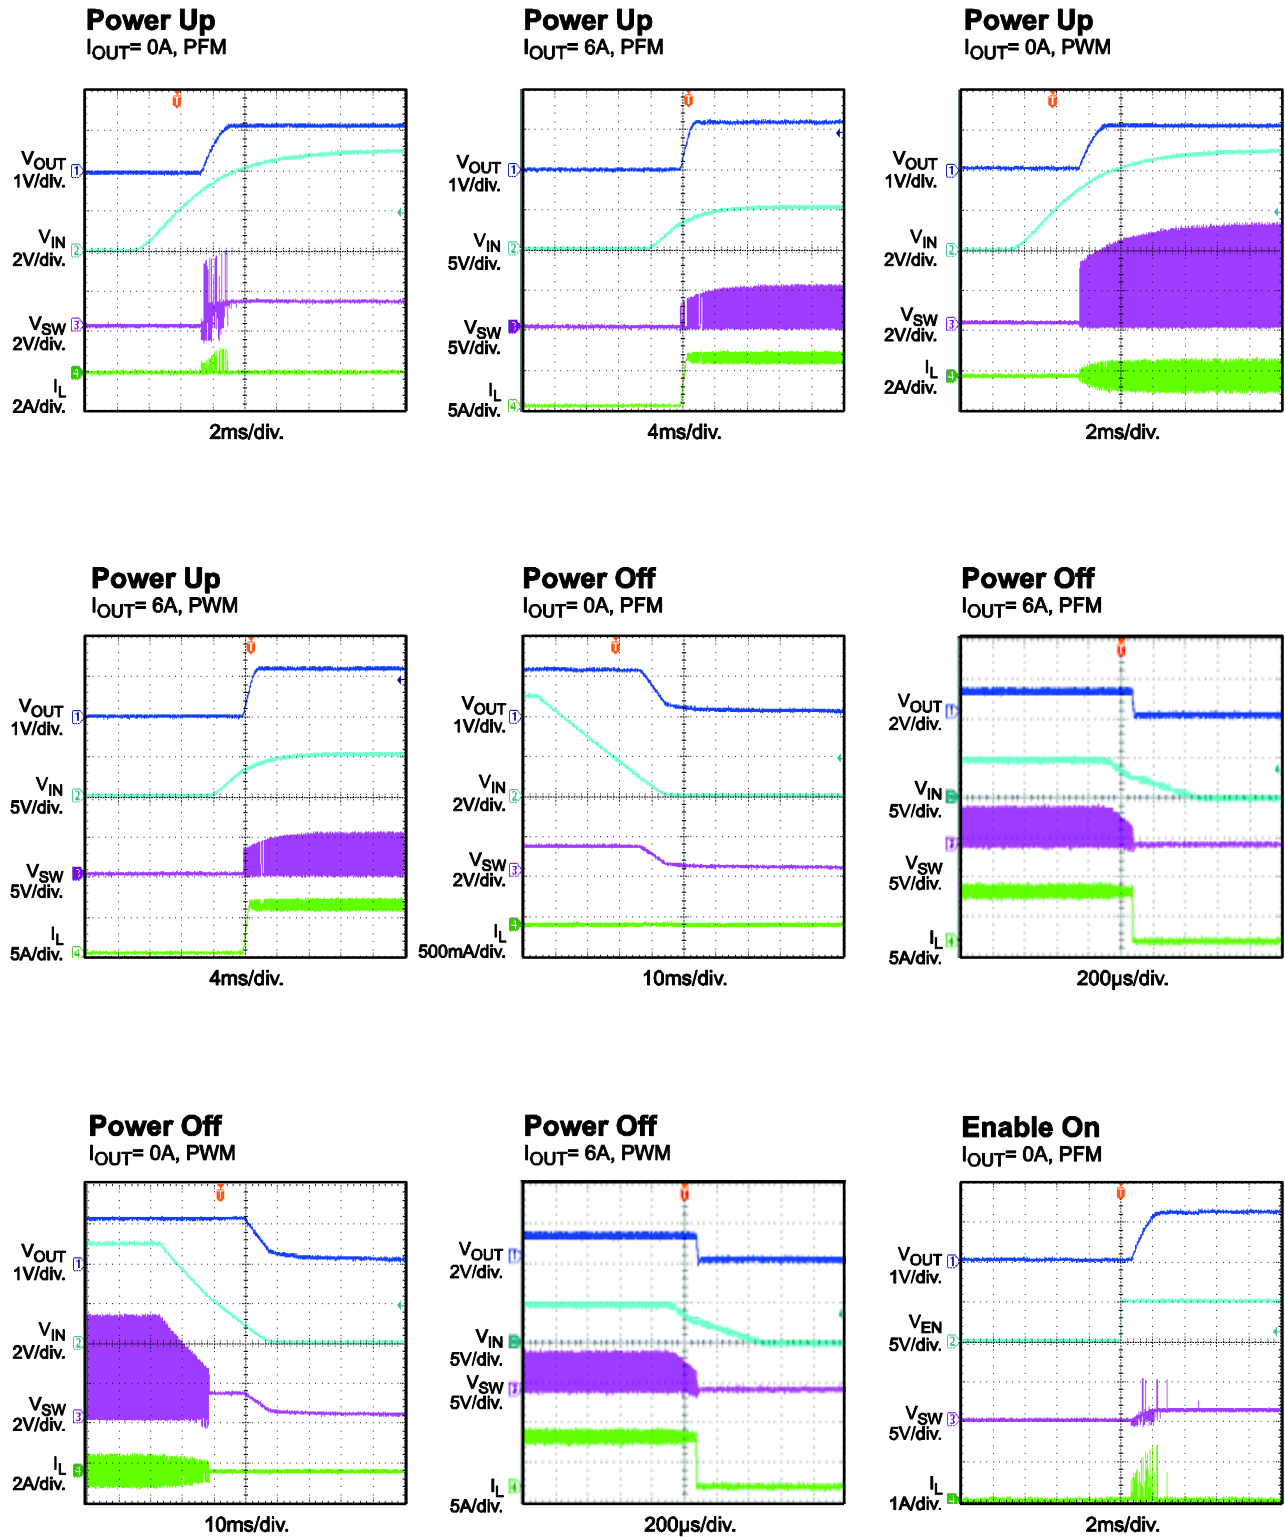 Power Up
IOUT= 0A, PFM
VOUT
1V/div.
VIN
2V/div.
VSW
2V/div.
IL
2A/div.
2ms/div.
Power Up
IOUT= 6A, PFM
VOUT
1V/div.
VIN
5V/div.
VSW
5V/div.
IL
5A/div.
4ms/div.
Power Up
IOUT= 0A, PWM
VOUT
1V/div.
VIN
2V/div.
VSW
2V/div.
IL
2A/div.
2ms/div.
Power Up
IOUT= 6A, PWM
VOUT
1V/div.
VIN
5V/div.
VSW
5V/div.
IL
5A/div.
4ms/div.
Power Off
IOUT= 0A, PFM
VOUT
1V/div.
VIN
2V/div.
VSW
2V/div.
IL
500mA/div.
10ms/div.
Power Off
IOUT= 6A, PFM
VOUT
2V/div.
VIN
5V/div.
VSW
5V/div.
IL
5A/div.
200µs/div.
Power Off
IOUT= 0A, PWM
VOUT
1V/div.
VIN
2V/div.
VSW
2V/div.
IL
2A/div.
10ms/div.
Power Off
IOUT= 6A, PWM
VOUT
2V/div.
VIN
5V/div.
VSW
5V/div.
IL
5A/div.
200µs/div.
Enable On
IOUT= 0A, PFM
VOUT
1V/div.
VEN
5V/div.
VSW
5V/div.
IL
1A/div.
2ms/div.